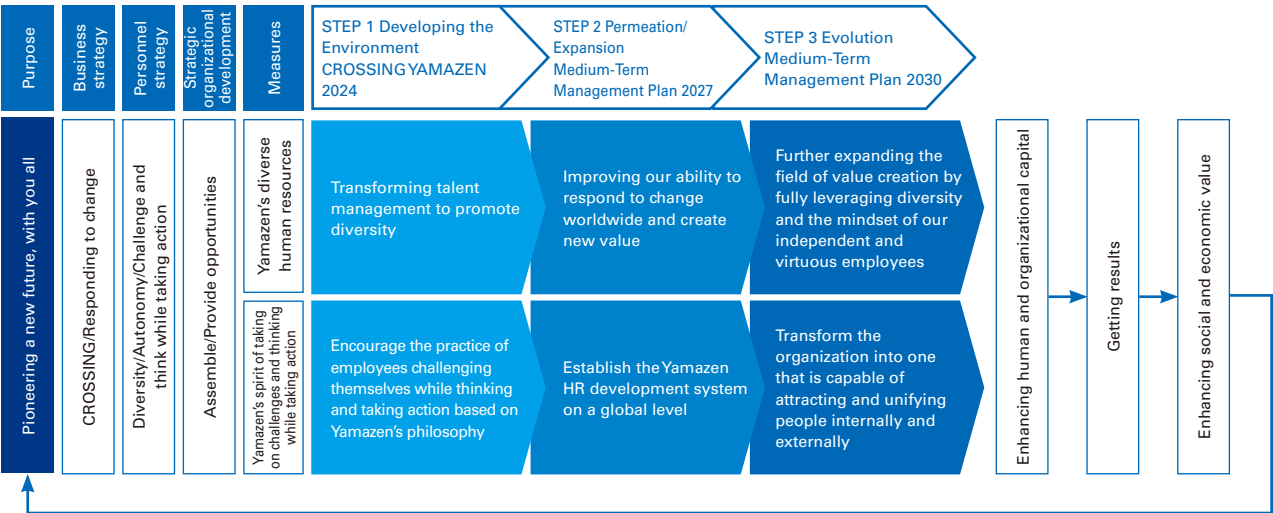 Purpose
Business
strategy
Personnel
strategy
Strategic
organizational
development
Measures
STEP 1 Developing the
Environment
CROSSING YAMAZEN
2024
STEP 2 Permeation/
Expansion
Medium-Term
Management Plan 2027
STEP 3 Evolution
Medium-Term
Management Plan 2030
Pioneering a new future, with you all
CROSSING/Responding to change
Diversity/Autonomy/Challenge and
think while taking action
Assemble/Provide opportunities
Yamazen's diverse
human resources
Transforming talent
management to promote
diversity
Improving our ability to
respond to change
worldwide and create
new value
Further expanding the
field of value creation by
fully leveraging diversity
and the mindset of our
independent and
virtuous employees
Yamazen's spirit of taking
on challenges and thinking
while taking action
Encourage the practice of
employees challenging
themselves while thinking
and taking action based on
Yamazen's philosophy
Establish the Yamazen
HR development system
on a global level
Transform the
organization into one
that is capable of
attracting and unifying
people internally and
externally
Enhancing human and organizational capital
Getting results
Enhancing social and economic value